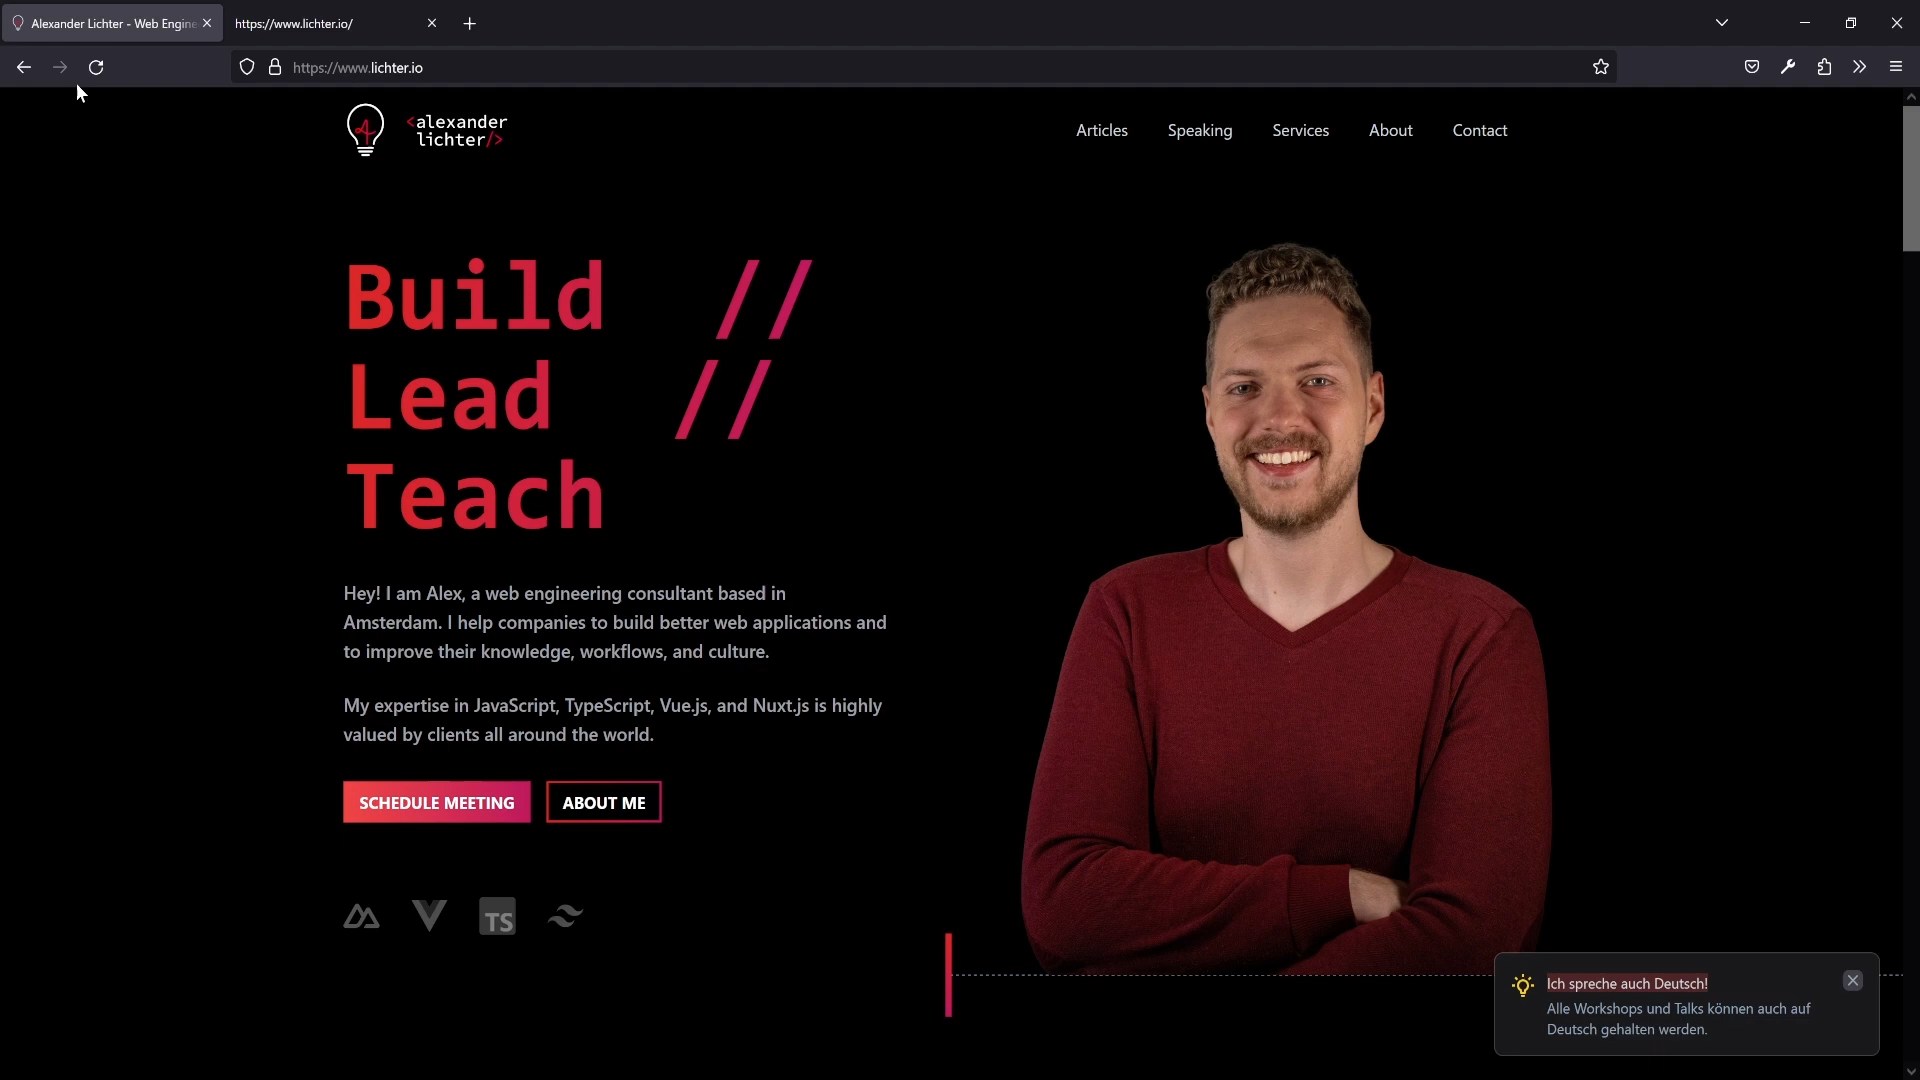 Alexander Lichter - Web Engine
https://www.lichter.io/
https://www.lichter.io
<alexander
lichter/>
Articles
Speaking
Services
About
Contact
Build //
Lead //
Teach
Hey! I am Alex, a web engineering consultant based in
Amsterdam. I help companies to build better web applications and
to improve their knowledge, workflows, and culture.
My expertise in JavaScript, TypeScript, Vue.js, and Nuxt.js is highly
valued by clients all around the world.
SCHEDULE MEETING
ABOUT ME
TS
Ich spreche auch Deutsch!
Alle Workshops und Talks können auch auf
Deutsch gehalten werden.